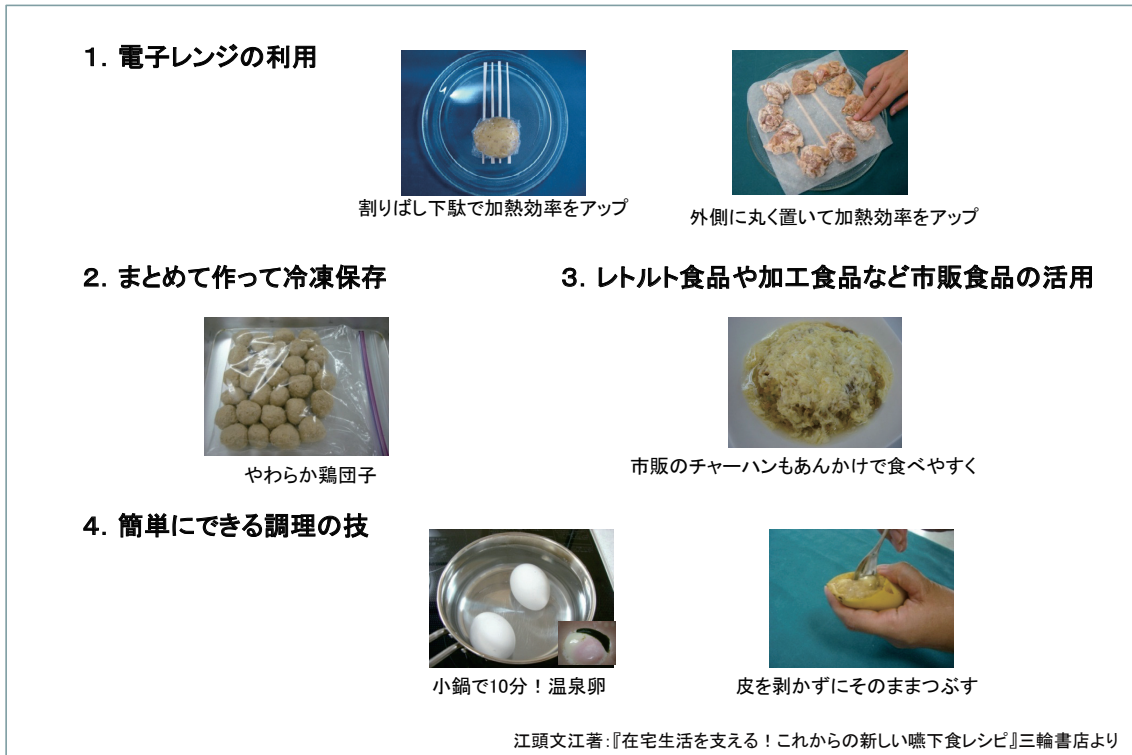 1. 電子レンジの利用
割りばし下駄で加熱効率をアップ
外側に丸く置いて加熱効率をアップ
2. まとめて作って冷凍保存
3. レトルト食品や加工食品など市販食品の活用
やわらか鶏団子
市販のチャーハンもあんかけで食べやすく
4. 簡単にできる調理の技
小鍋で10分！温泉卵
皮を剥かずにそのままつぶす
江頭文江著:『在宅生活を支える！これからの新しい嚥下食レシピ』三輪書店より